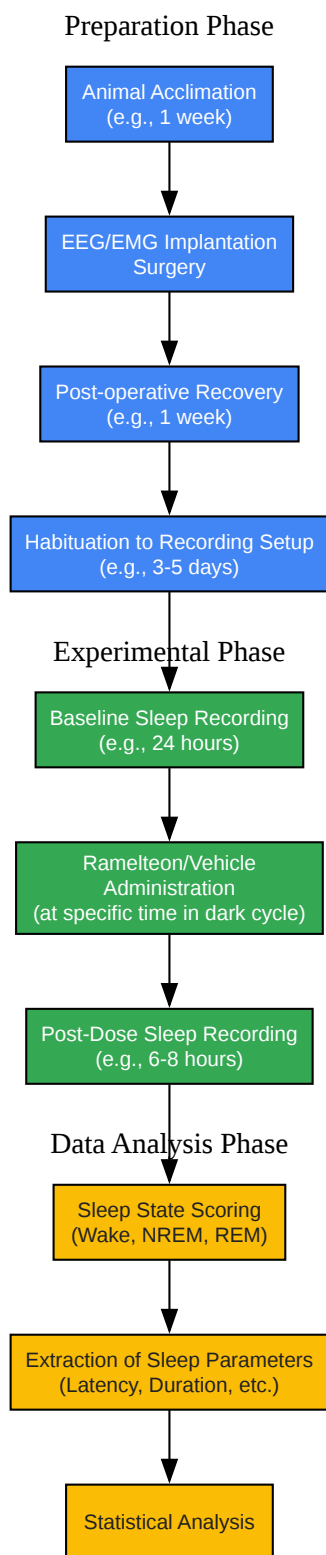 Preparation Phase
Animal Acclimation
(e.g., 1 week)
EEG/EMG Implantation
Surgery
Post-operative Recovery
(e.g., 1 week)
Habituation to Recording Setup
(e.g., 3-5 days)
Experimental Phase
Baseline Sleep Recording
(e.g., 24 hours)
Ramelteon/Vehicle
Administration
(at specific time in dark cycle)
Post-Dose Sleep Recording
(e.g., 6-8 hours)
Data Analysis Phase
Sleep State Scoring
(Wake, NREM, REM)
Extraction of Sleep Parameters
(Latency, Duration, etc.)
Statistical Analysis